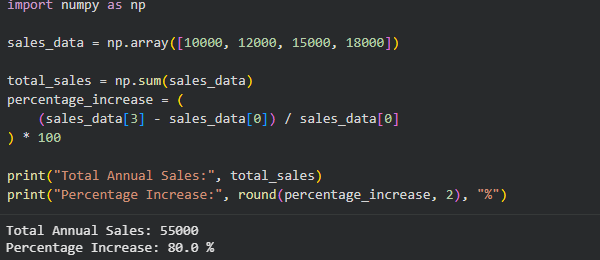 import numpy as np
sales_data = np.array([10000, 12000, 15000, 18000])
total_sales = np.sum(sales_data)
percentage_increase = (
    (sales_data[3] - sales_data[0]) / sales_data[0]
) * 100
print("Total Annual Sales:", total_sales)
print("Percentage Increase:", round(percentage_increase, 2), "%")
Total Annual Sales: 55000
Percentage Increase: 80.0 %